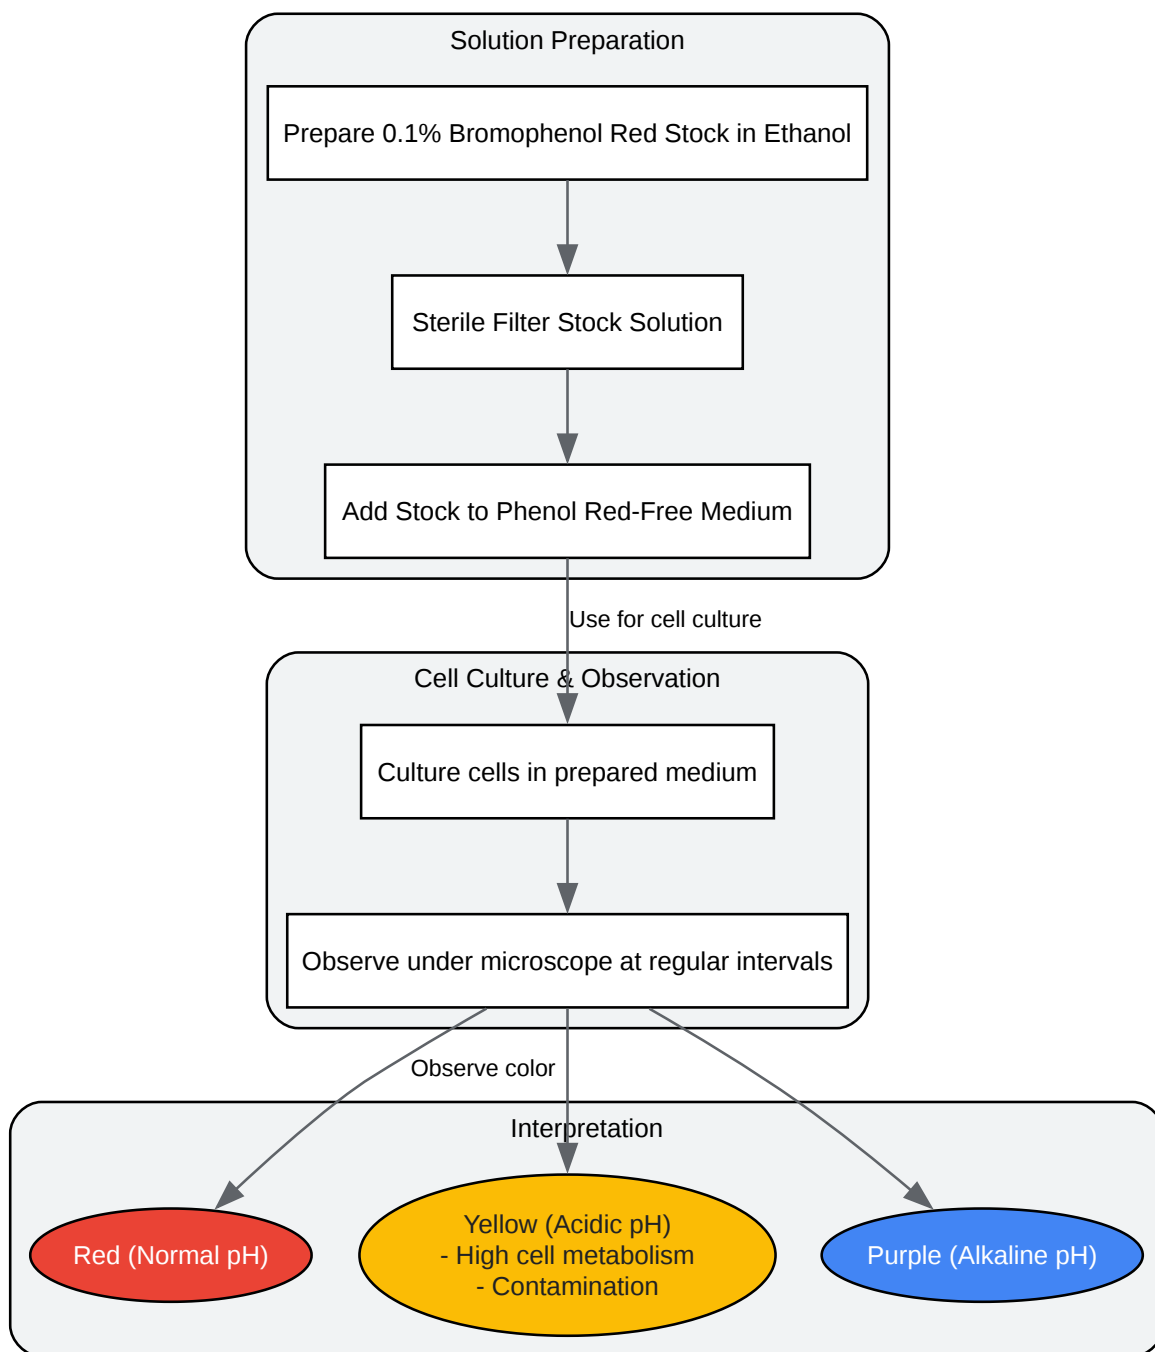 Solution Preparation
Prepare 0.1% Bromophenol Red Stock in Ethanol
Sterile Filter Stock Solution
Add Stock to Phenol Red-Free Medium
Use for cell culture
Cell Culture & Observation
Culture cells in prepared medium
Observe under microscope at regular intervals
Observe color
Interpretation
Red (Normal pH)
Yellow (Acidic pH)
- High cell metabolism
- Contamination
Purple (Alkaline pH)